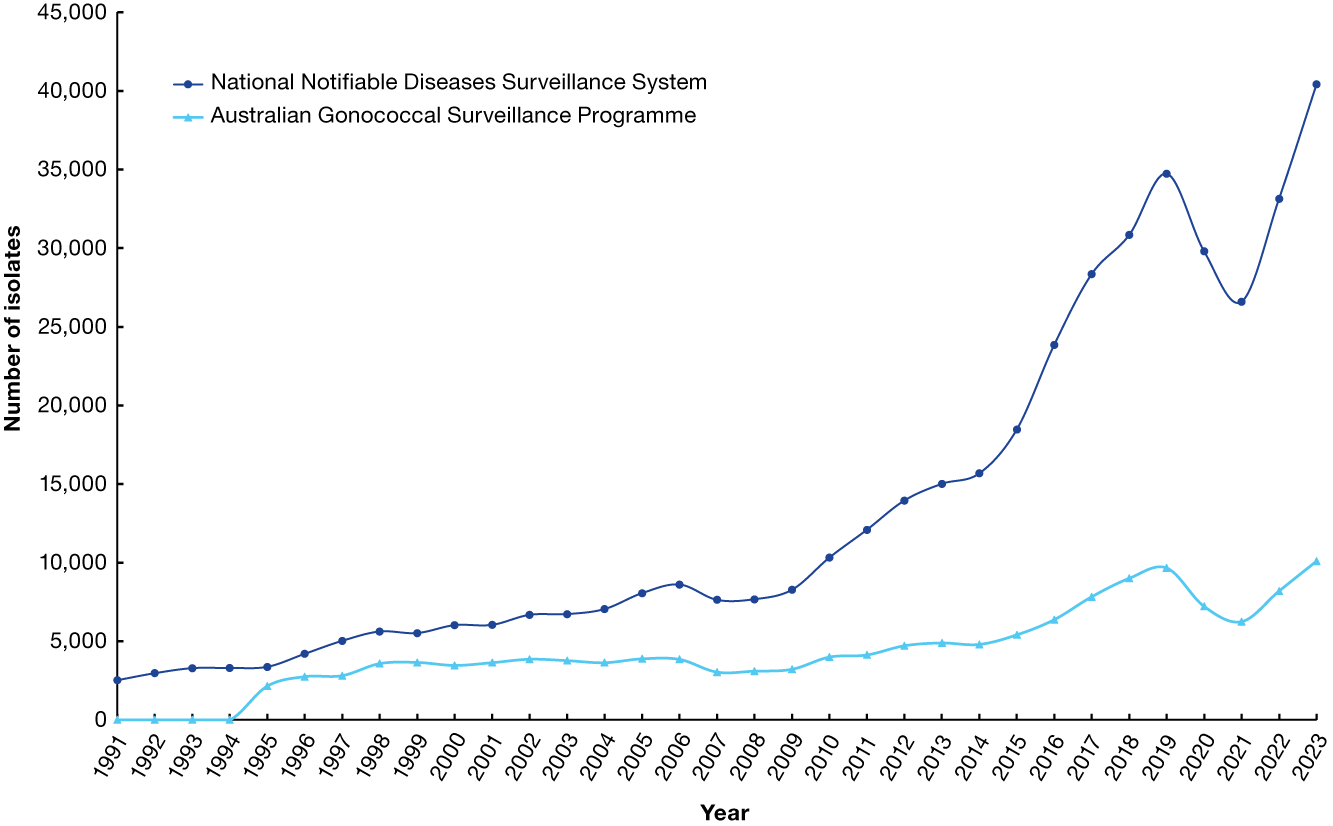 45,000
40,000
35,000
30,000
25,000
20,000
15,000
10,000
5,000
0
Number of isolates
National Notifiable Diseases Surveillance System
Australian Gonococcal Surveillance Programme
1991 1992 1993 1994 1995 1996 1997 1998 1999 2000 2001 2002 2003 2004 2005 2006 2007 2008 2009 2010 2011 2012 2013 2014 2015 2016 2017 2018 2019 2020 2021 2022 2023
Year